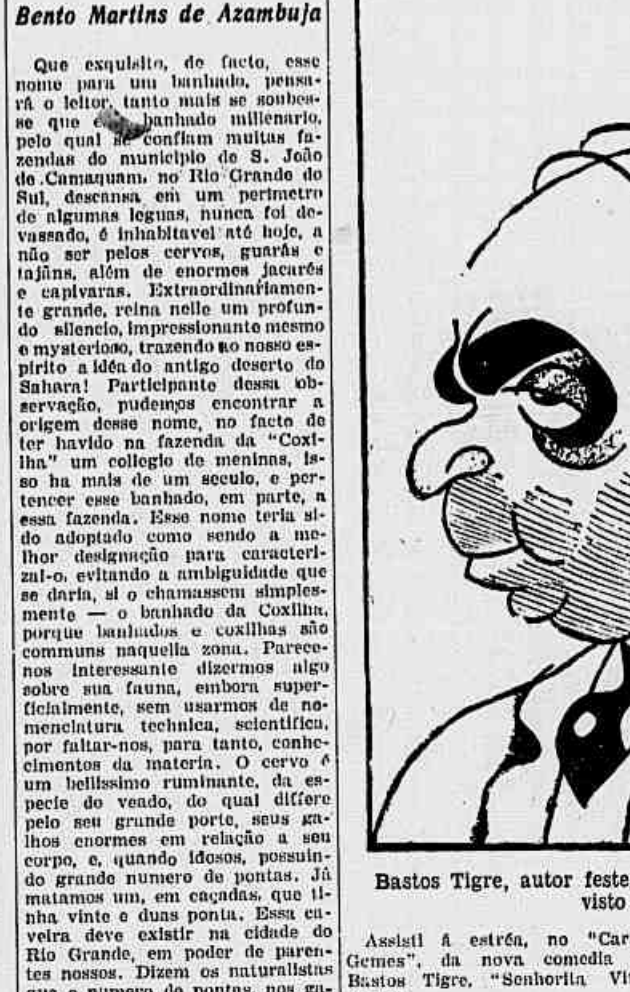 Bento Martins de Azambuja
Que exquisito, de facto, esse
nome para um banhado, pensa-
rá o leitor, tanto mais se soubes-
se que banhado millenario,
pelo qual se confiam muitas fa-
zendas do municipio de S. João
de Camaquam, no Rio Grande do
Sul, descansa em um perimetro
de algumas leguas, nunca foi de-
vassado, é inhabitavel até hoje, a
não ser pelos cervos, guarás e
tajãns, além de enormes jacarés
e capivaras. Extraordinariamen-
te grande, reina nelle um profun-
do silencio, impressionante mesmo
e mysterioso, trazendo ao nosso es-
pirito a idéa do antigo deserto do
Sahara! Participante dessa ob-
servação, pudemos encontrar a
origem desse nome, no facto de
ter havido na fazenda da "Coxi-
lha" um collegio de meninas, is-
so ha mais de um seculo, e per-
tencer esse banhado, em parte, a
essa fazenda. Esse nome teria si-
do adoptado como sendo a me-
lhor designação para caracteri-
zal-o, evitando a ambiguidade que
se daria, si o chamassem simples-
mente — o banhado da Coxilha,
porque banhados e coxilhas são
communs naquella zona. Parece-
nos interessante dizermos algo
sobre sua fauna, embora super-
ficialmente, sem usarmos de no-
menclatura technica, scientifica,
por faltar-nos, para tanto, conhe-
cimentos da materia. O cervo é
um bellissimo ruminante, da es-
pecie do veado, do qual differe
pelo seu grande porte, seus ga-
lhos enormes em relação a seu
corpo, e, quando idosos, possuin-
do grande numero de pontas. Já
matamos um, em caçadas, que ti-
nha vinte e duas ponta. Essa ca-
veira deve existir na cidade do
Rio Grande, em poder de paren-
tes nossos. Dizem os naturalistas
que o numero de pontas, nos ga-
Bastos Tigre, autor feste
visto
Assisti á estréa, no "Car
Gomes", da nova comedia
Bastos Tigre, "Senhorita Vi